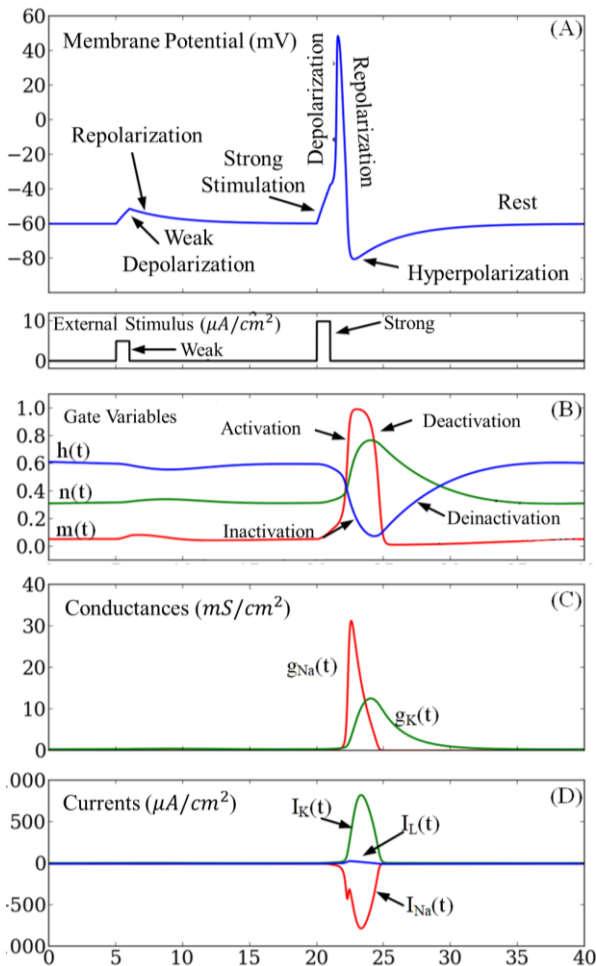 60
Membrane Potential (mV)
(A)
40
20
0
−20
−40
−60
−80
Depolarization
Repolarization
Repolarization
Strong
Stimulation
Weak
Depolarization
Rest
Hyperpolarization
10
0
External Stimulus (μA/cm²)
Weak
Strong
1.0
0.8
0.6
0.4
0.2
0.0
Gate Variables
(B)
Activation
Deactivation
h(t)
n(t)
m(t)
Inactivation
Deinactivation
40
30
20
10
0
Conductances (mS/cm²)
(C)
gNa(t)
gK(t)
000
500
0
-500
000
Currents (μA/cm²)
(D)
IK(t)
IL(t)
INa(t)
0 5 10 15 20 25 30 35 40